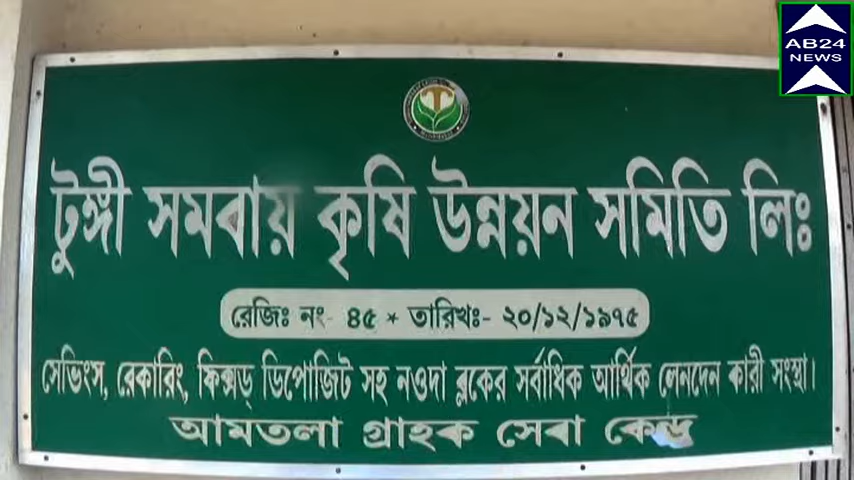 AB24
NEWS
টুঙ্গী সমবায় কৃষি উন্নয়ন সমিতি লিঃ
রেজিঃ নং- ৪৫ * তারিখঃ- ২০/১২/১৯৭৫
সেভিংস, রেকারিং, ফিক্সড্ ডিপোজিট সহ নওদা ব্লকের সর্বাধিক আর্থিক লেনদেন কারী সংস্থা।
আমতলা গ্রাহক সেবা কেন্দ্র